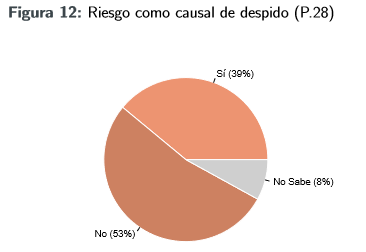 Figura 12: Riesgo como causal de despido (P.28)
Sí (39%)
No Sabe (8%)
No (53%)